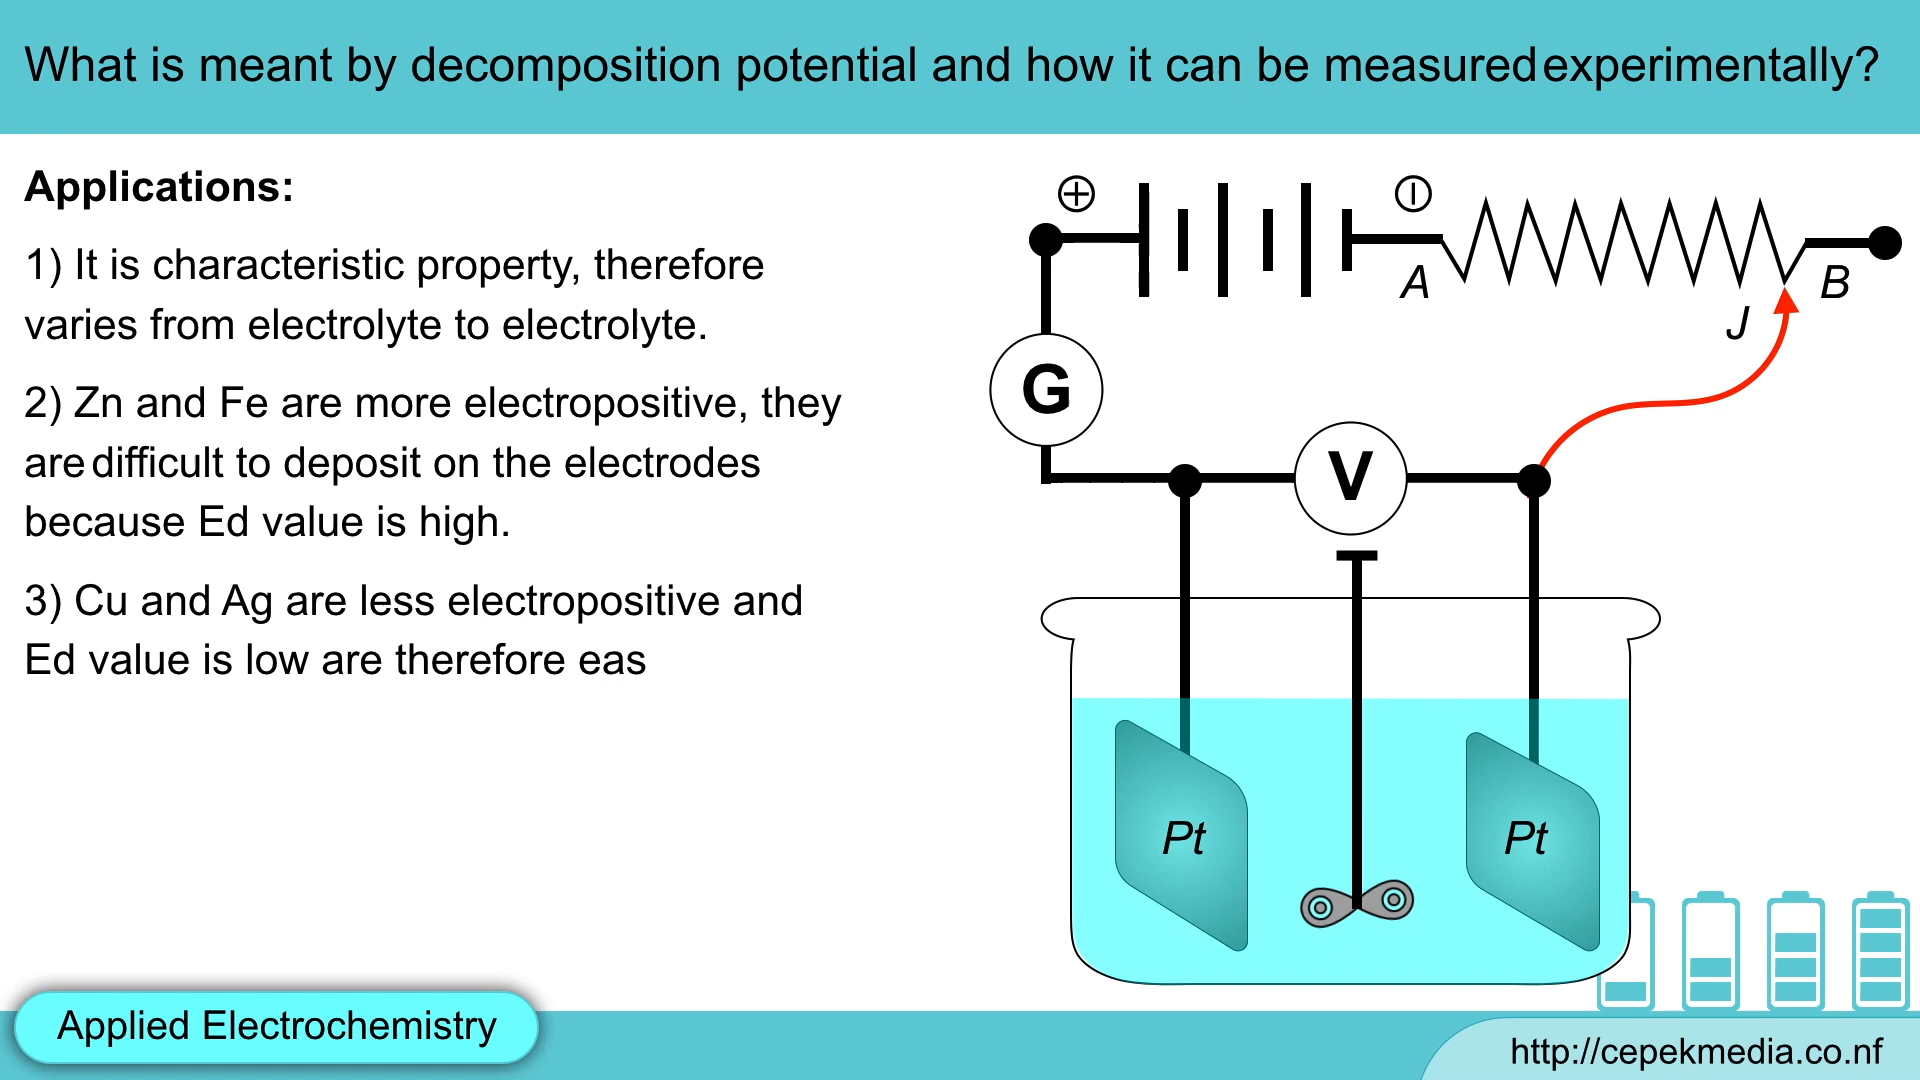 What is meant by decomposition potential and how it can be measured experimentally?
Applications:
1) It is characteristic property, therefore
varies from electrolyte to electrolyte.
2) Zn and Fe are more electropositive, they
are difficult to deposit on the electrodes
because Ed value is high.
3) Cu and Ag are less electropositive and
Ed value is low are therefore eas
A
B
J
G
V
Pt
Pt
Applied Electrochemistry
http://cepekmedia.co.nf